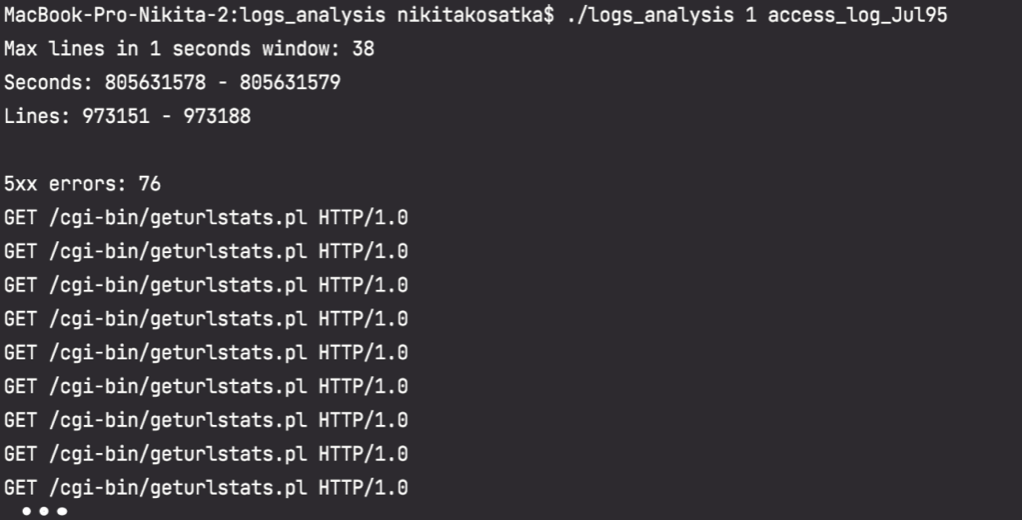 MacBook-Pro-Nikita-2:logs_analysis nikitakosatka$ ./logs_analysis 1 access_log_Jul95
Max lines in 1 seconds window: 38
Seconds: 805631578 - 805631579
Lines: 973151 - 973188

5xx errors: 76
GET /cgi-bin/geturlstats.pl HTTP/1.0
GET /cgi-bin/geturlstats.pl HTTP/1.0
GET /cgi-bin/geturlstats.pl HTTP/1.0
GET /cgi-bin/geturlstats.pl HTTP/1.0
GET /cgi-bin/geturlstats.pl HTTP/1.0
GET /cgi-bin/geturlstats.pl HTTP/1.0
GET /cgi-bin/geturlstats.pl HTTP/1.0
GET /cgi-bin/geturlstats.pl HTTP/1.0
GET /cgi-bin/geturlstats.pl HTTP/1.0
...